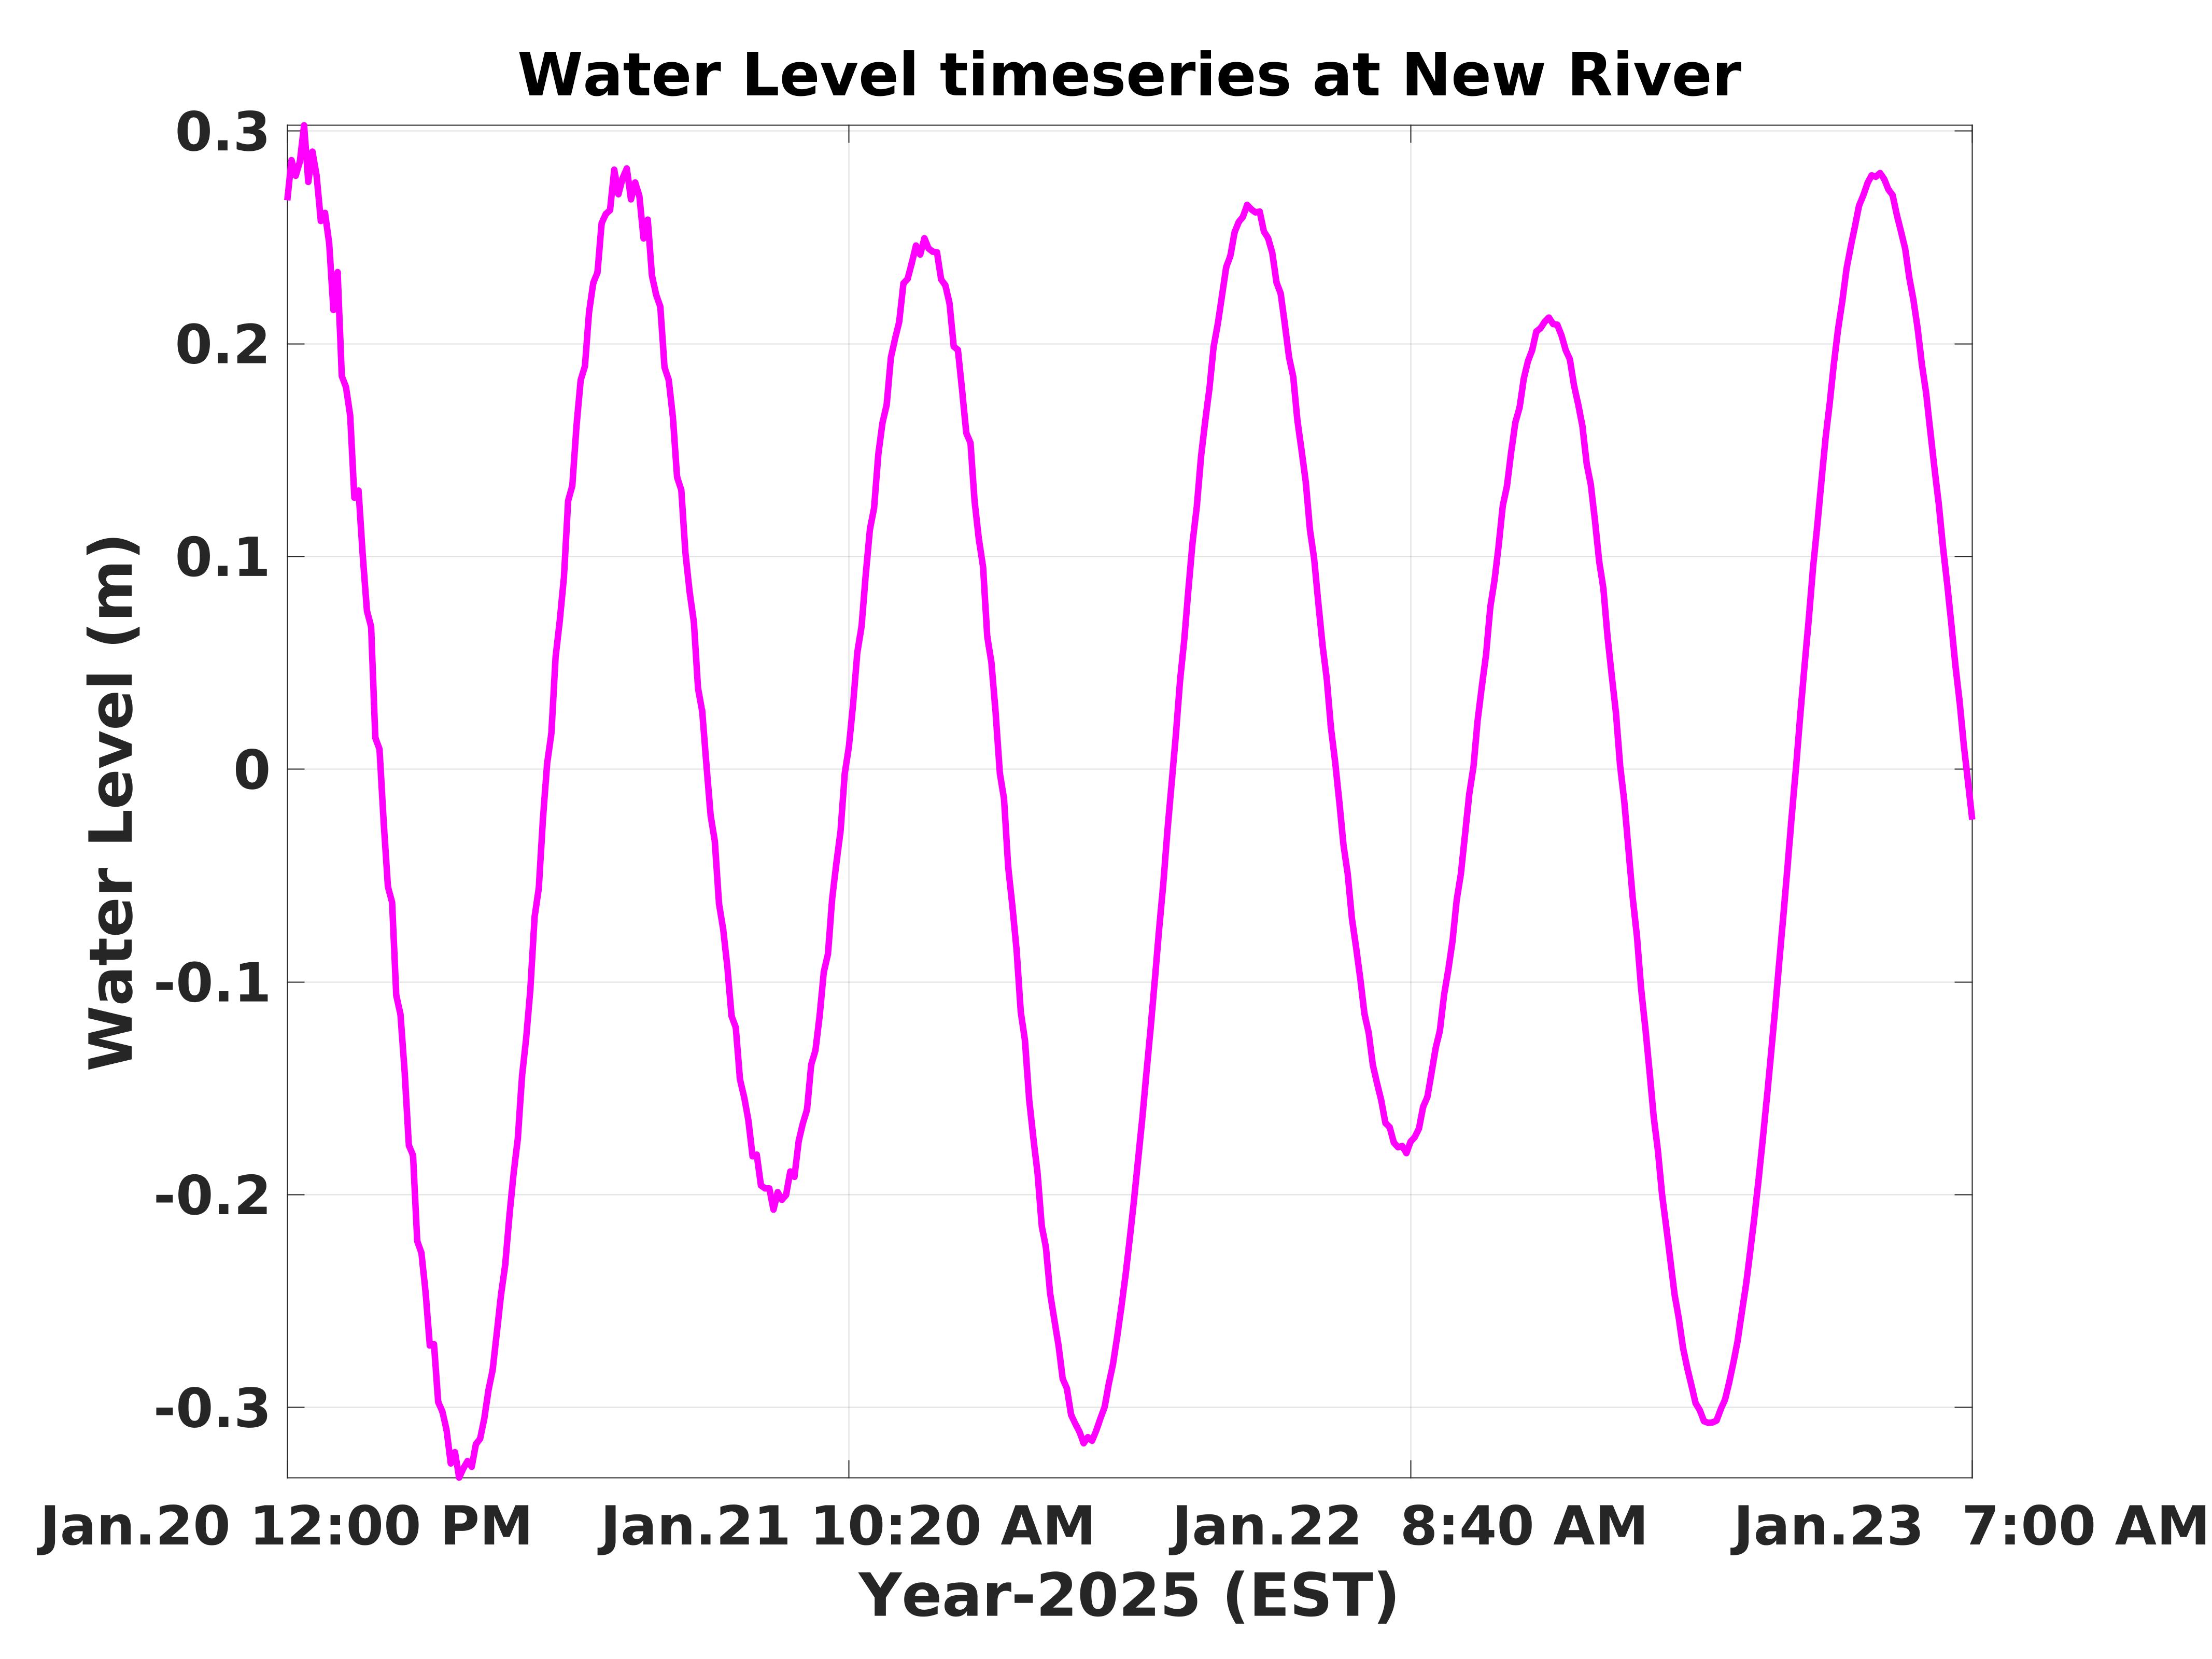 Water Level timeseries at New River
Water Level (m)
0.3
0.2
0.1
0
-0.1
-0.2
-0.3
Jan.20 12:00 PM
Jan.21 10:20 AM
Jan.22 8:40 AM
Jan.23 7:00 AM
Year-2025 (EST)